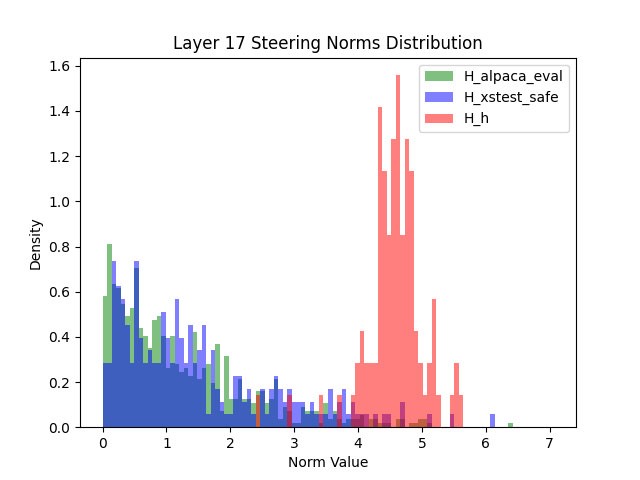 Layer 17 Steering Norms Distribution
H_alpaca_eval
H_xstest_safe
H_h
Density
1.6
1.4
1.2
1.0
0.8
0.6
0.4
0.2
0.0
0 1 2 3 4 5 6 7
Norm Value